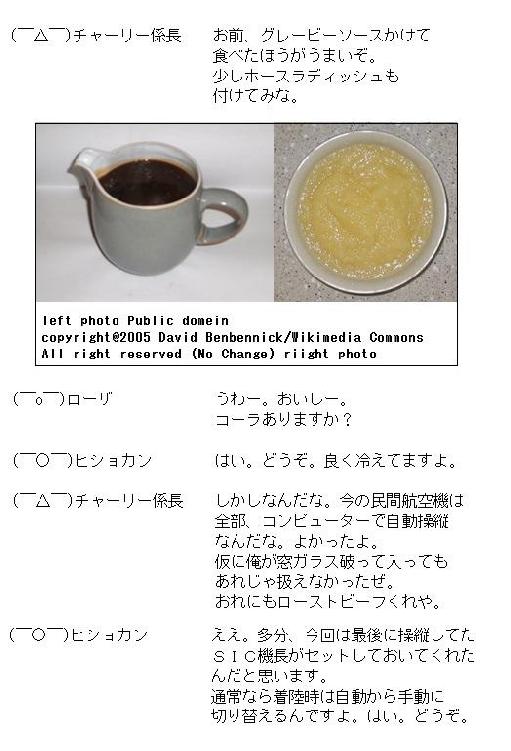 (￣△￣)チャーリー係長 お前、グレービーソースかけて
食べたほうがうまいぞ。
少しホースラディッシュも
付けてみな。
left photo Public domein
copyright@2005 David Benbennick/Wikimedia Commons
All right reserved (No Change) riight photo
(￣o￣)ローザ うわー。おいしー。
コーラありますか？
(￣○￣)ヒショカン はい。どうぞ。良く冷えてますよ。
(￣△￣)チャーリー係長 しかしなんだな。今の民間航空機は
全部、コンピューターで自動操縦
なんだな。よかったよ。
仮に俺が窓ガラス破って入っても
あれじゃ扱えなかったぜ。
おれにもローストビーフくれや。
(￣○￣)ヒショカン ええ。多分、今回は最後に操縦してた
ＳＩＣ機長がセットしておいてくれた
んだと思います。
通常なら着陸時は自動から手動に
切り替えるんですよ。はい。どうぞ。